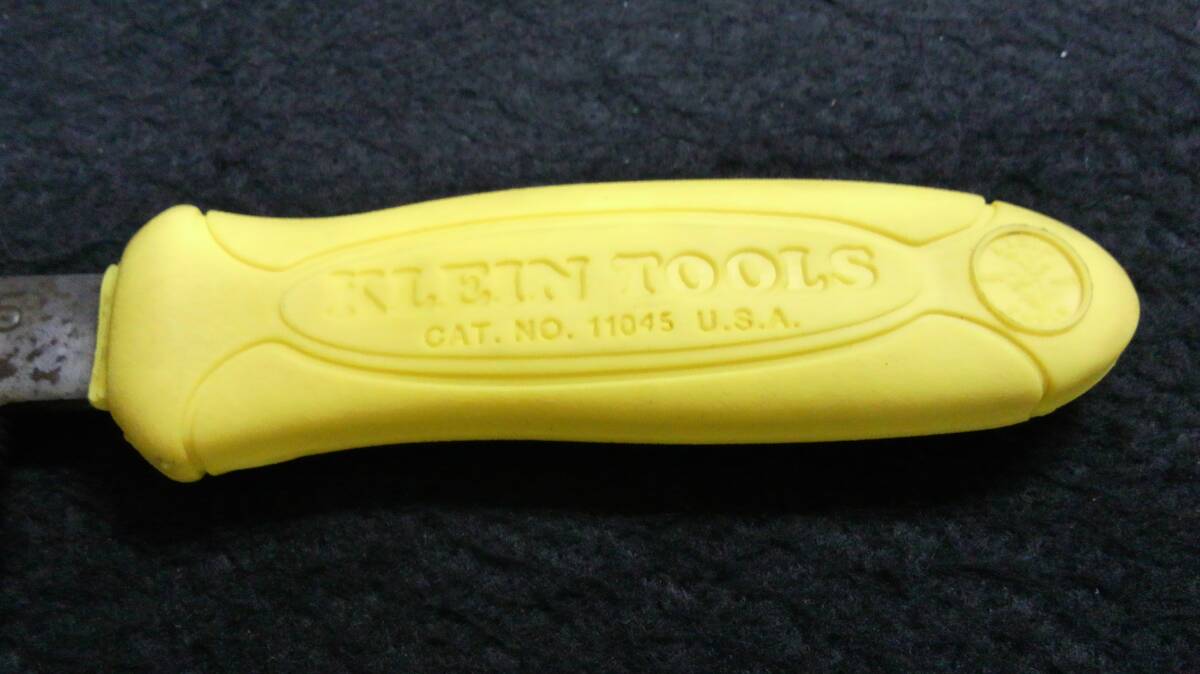 KLEIN TOOLS
CAT. NO. 11045 U.S.A.